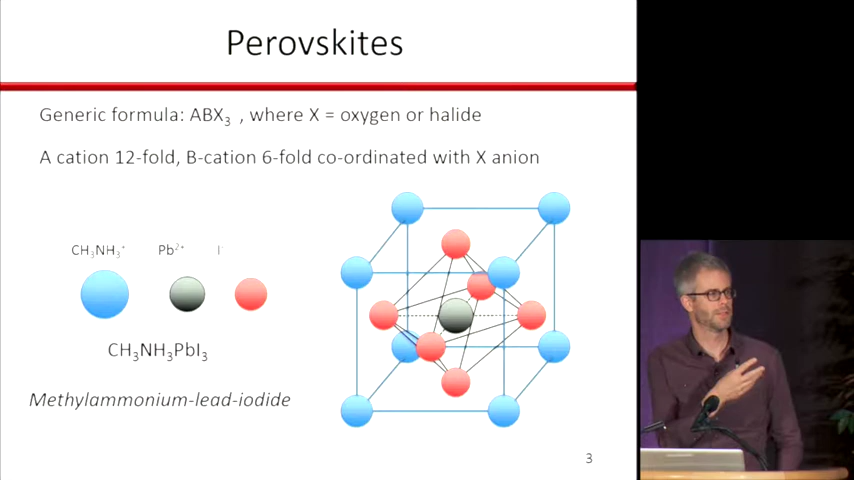 Perovskites
Generic formula: ABX₃ , where X = oxygen or halide
A cation 12-fold, B-cation 6-fold co-ordinated with X anion
CH₃NH₃⁺ Pb²⁺ I⁻
CH₃NH₃PbI₃
Methylammonium-lead-iodide
3